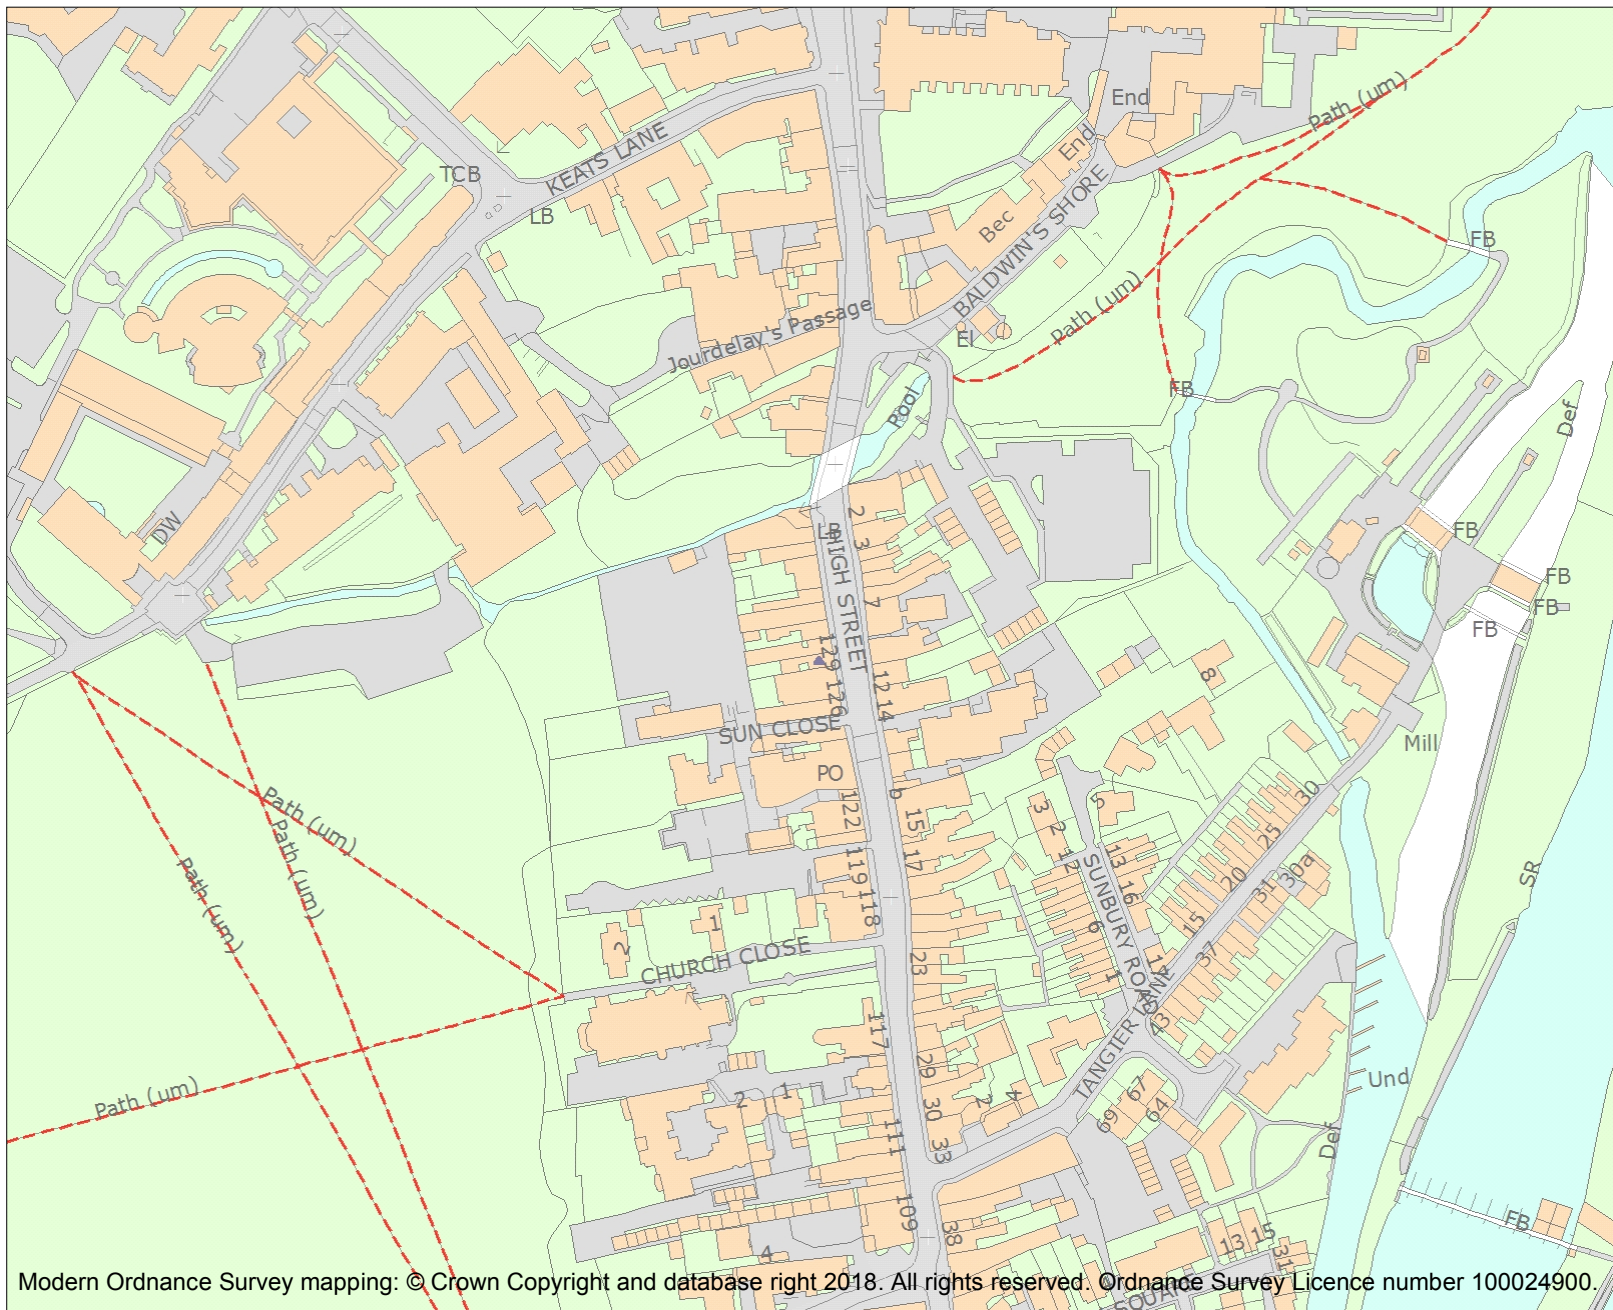 End
Path (um)
End
TCB
KEATS LANE
LB
BALDWIN'S SHORE
Bec
FB
Path (um)
Jourdelay's Passage
El
FB
Pool
Def
DW
2
LB
3
HIGH STREET
FB
FB
FB
FB
7
129
126
12
14
8
SUN CLOSE
Mill
PO
b
122
15
3
2
5
30
Path (um)
Path (um)
Path (um)
12
13
25
119
17
SUNBURY ROAD
16
20
31
30a
SR
118
1
2
6
15
CHURCH CLOSE
23
1
17
37
TANGIER LANE
43
117
Path (um)
29
Und
2
1
30
2
4
67
64
69
111
33
Def
109
38
FB
4
13
15
31
SQUARE
Modern Ordnance Survey mapping: © Crown Copyright and database right 2018. All rights reserved. Ordnance Survey Licence number 100024900.